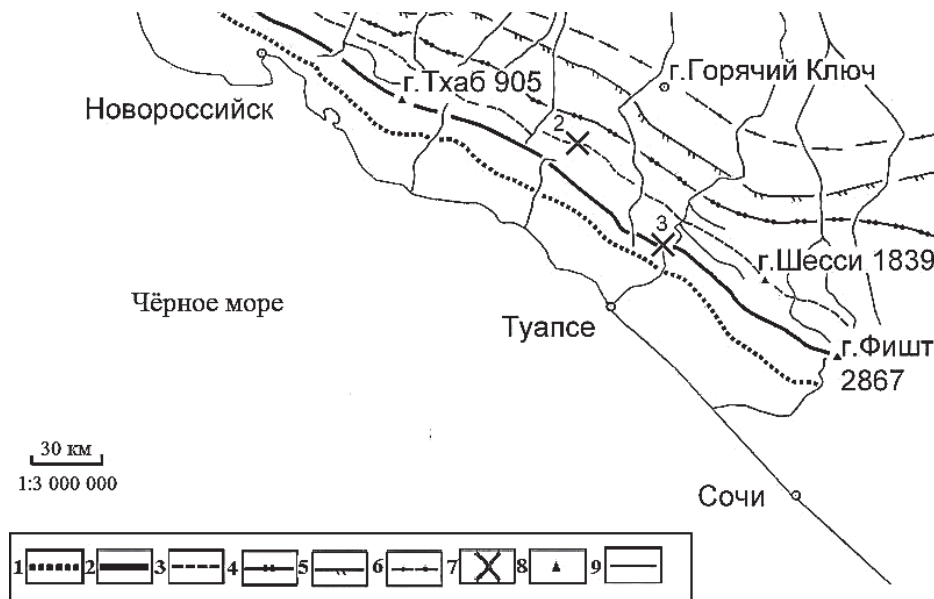 г.Тхаб 905
г.Горячий Ключ
Новороссийск
2
3
г.Шесси 1839
Чёрное море
Туапсе
г.Фишт
2867
30 км
1:3 000 000
Сочи
1 2 3 4 5 6 7 8 9